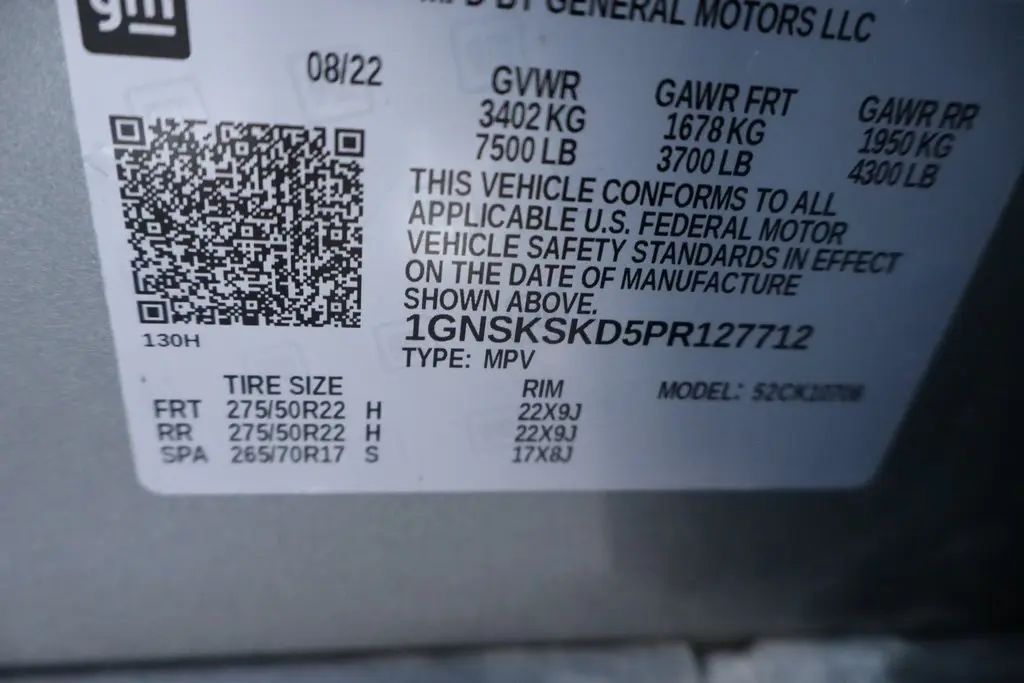 gm
MFD BY GENERAL MOTORS LLC
08/22
GVWR GAWR FRT GAWR RR
3402 KG 1678 KG 1950 KG
7500 LB 3700 LB 4300 LB
THIS VEHICLE CONFORMS TO ALL
APPLICABLE U.S. FEDERAL MOTOR
VEHICLE SAFETY STANDARDS IN EFFECT
ON THE DATE OF MANUFACTURE
SHOWN ABOVE.
1GNSKSKD5PR127712
130H
TYPE: MPV
TIRE SIZE RIM MODEL:
FRT 275/50R22 H 22X9J
RR 275/50R22 H 22X9J
SPA 265/70R17 S 17X8J